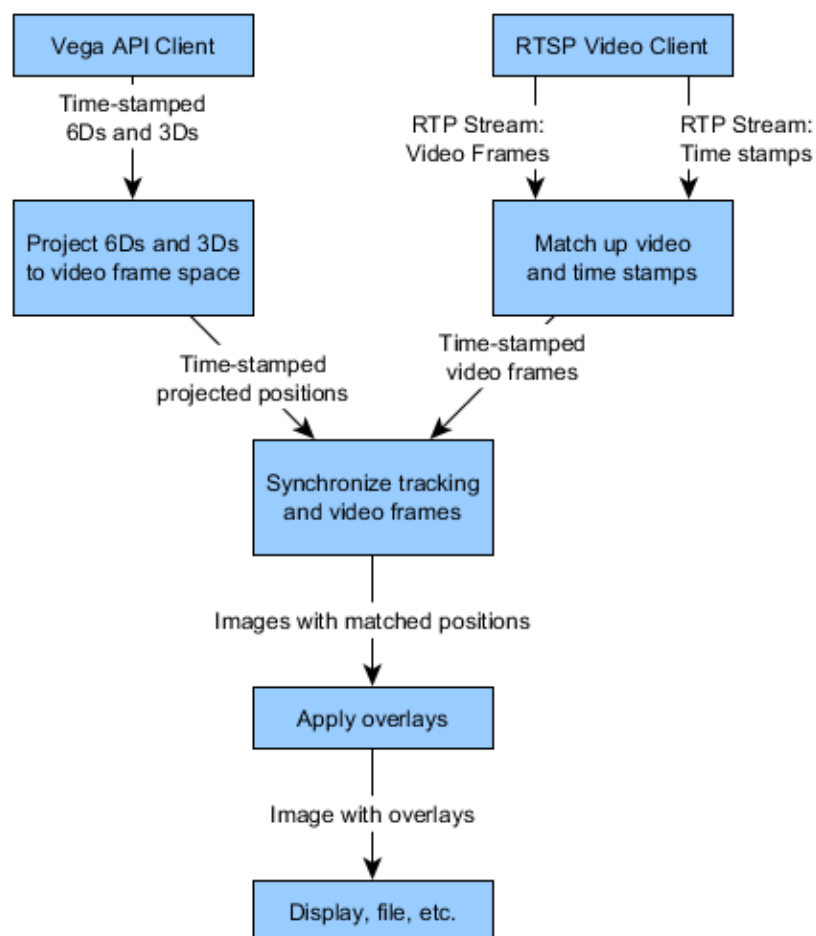 Vega API Client
RTSP Video Client
Time-stamped
6Ds and 3Ds
RTP Stream:
Video Frames
RTP Stream:
Time stamps
Project 6Ds and 3Ds
to video frame space
Match up video
and time stamps
Time-stamped
projected positions
Time-stamped
video frames
Synchronize tracking
and video frames
Images with matched positions
Apply overlays
Image with overlays
Display, file, etc.